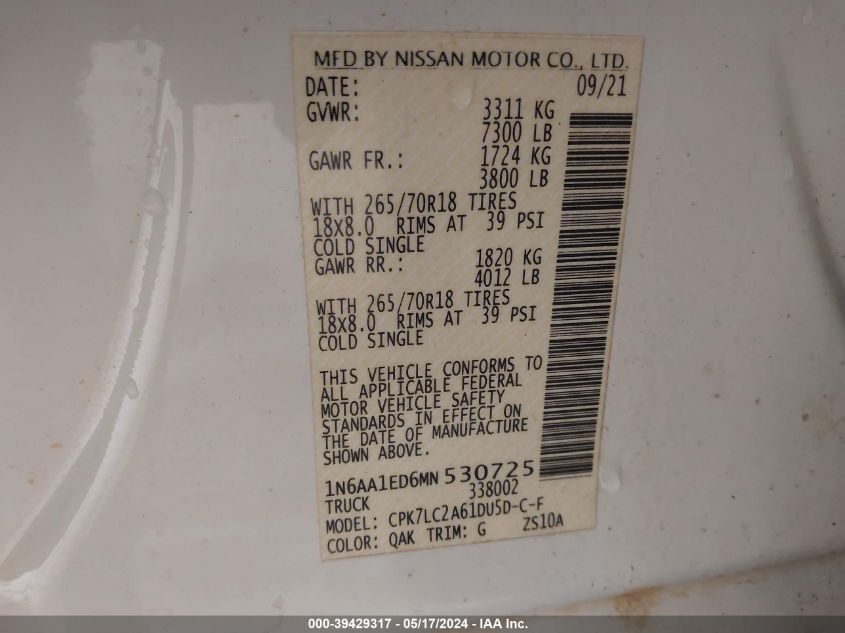 MFD BY NISSAN MOTOR CO., LTD.
DATE: 09/21
GVWR: 3311 KG
7300 LB
GAWR FR.: 1724 KG
3800 LB
WITH 265/70R18 TIRES
18X8.0 RIMS AT 39 PSI
COLD SINGLE
GAWR RR.: 1820 KG
4012 LB
WITH 265/70R18 TIRES
18X8.0 RIMS AT 39 PSI
COLD SINGLE
THIS VEHICLE CONFORMS TO
ALL APPLICABLE FEDERAL
MOTOR VEHICLE SAFETY
STANDARDS IN EFFECT ON
THE DATE OF MANUFACTURE
SHOWN ABOVE.
1N6AA1ED6MN530725
TRUCK 338002
MODEL: CPK7LC2A61DU5D-C-F
COLOR: QAK TRIM: G ZS10A
000-39429317 - 05/17/2024 - IAA Inc.